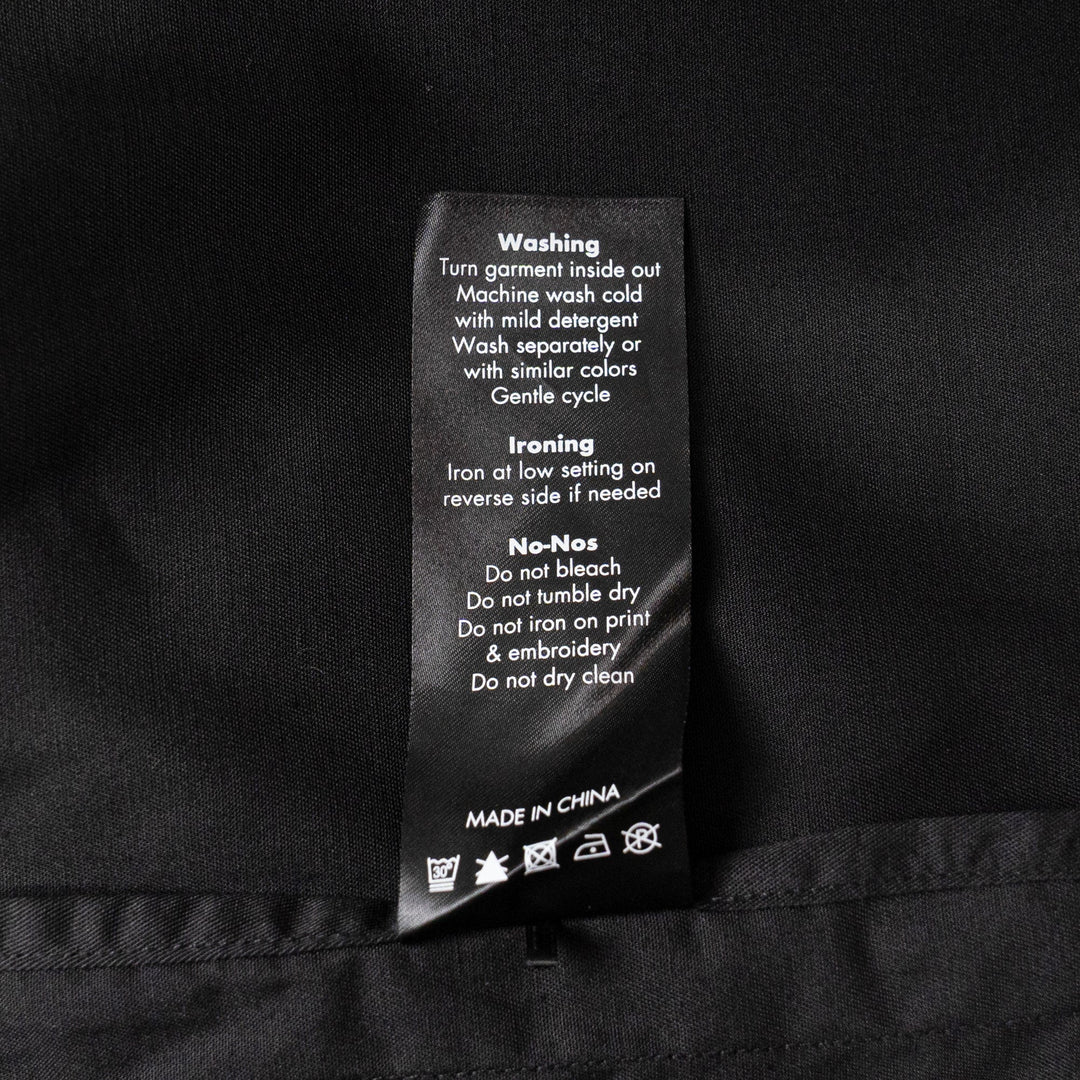 Washing
Turn garment inside out
Machine wash cold
with mild detergent
Wash separately or
with similar colors
Gentle cycle
Ironing
Iron at low setting on
reverse side if needed
No-Nos
Do not bleach
Do not tumble dry
Do not iron on print
& embroidery
Do not dry clean
MADE IN CHINA
30° P